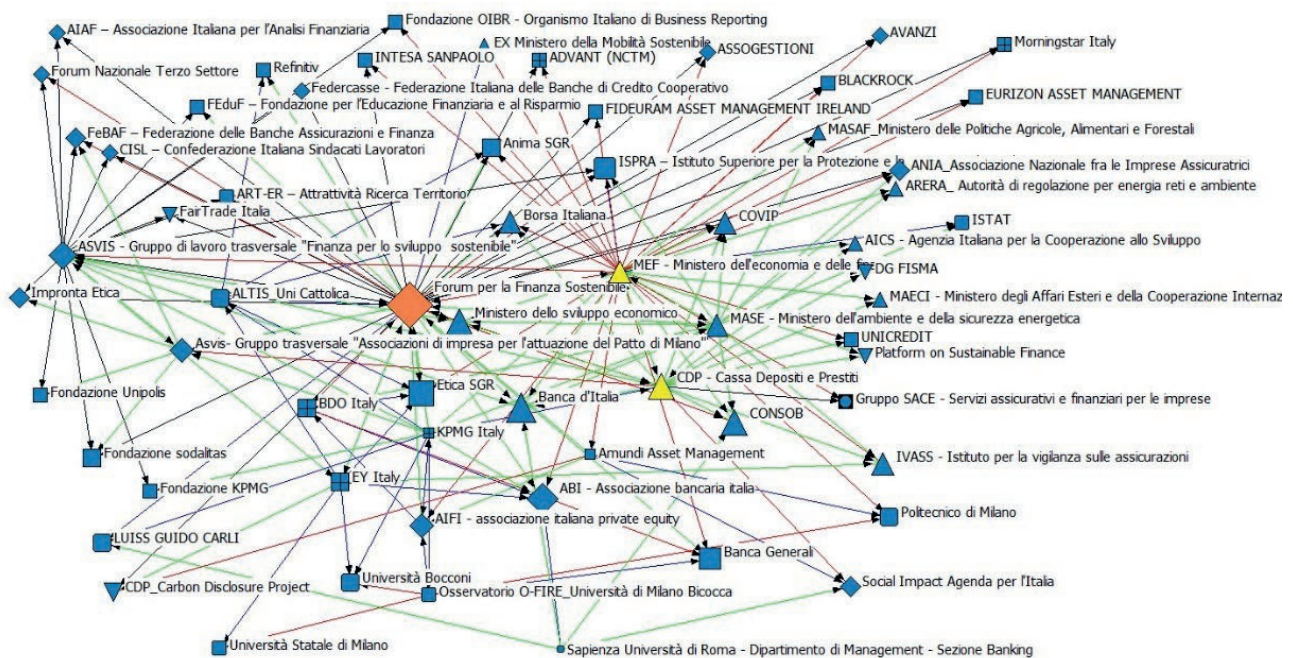 AIAF – Associazione Italiana per l'Analisi Finanziaria
Fondazione OIBR - Organismo Italiano di Business Reporting
EX Ministero della Mobilità Sostenibile
AVANZI
Morningstar Italy
Forum Nazionale Terzo Settore
Refinitiv
INTESA SANPAOLO
ADVANT (NCTM)
ASSOGESTIONI
Federcasse - Federazione Italiana delle Banche di Credito Cooperativo
BLACKROCK
EURIZON ASSET MANAGEMENT
FEduF – Fondazione per l'Educazione Finanziaria e al Risparmio
FIDEURAM ASSET MANAGEMENT IRELAND
FeBAF – Federazione delle Banche Assicurazioni e Finanza
MASAF_Ministero delle Politiche Agricole, Alimentari e Forestali
CISL – Confederazione Italiana Sindacati Lavoratori
Anima SGR
ISPRA – Istituto Superiore per la Protezione e
ANIA_Associazione Nazionale fra le Imprese Assicuratrici
ARERA_ Autorità di regolazione per energia reti e ambiente
ART-ER – Attrattività Ricerca Territorio
FairTrade Italia
Borsa Italiana
COVIP
ISTAT
ASVIS - Gruppo di lavoro trasversale "Finanza per lo sviluppo sostenibile"
AICS - Agenzia Italiana per la Cooperazione allo Sviluppo
MEF - Ministero dell'economia e delle
DG FISMA
Impronta Etica
ALTIS_Uni Cattolica
Forum per la Finanza Sostenibile
MAECI - Ministero degli Affari Esteri e della Cooperazione Internaz
Ministero dello sviluppo economico
MASE - Ministero dell'ambiente e della sicurezza energetica
UNICREDIT
Asvis- Gruppo trasversale "Associazioni di impresa per l'attuazione del Patto di Milano"
Platform on Sustainable Finance
Fondazione Unipolis
Etica SGR
CDP - Cassa Depositi e Prestiti
BDO Italy
Banca d'Italia
Gruppo SACE - Servizi assicurativi e finanziari per le imprese
KPMG Italy
CONSOB
Fondazione sodalitas
Amundi Asset Management
IVASS - Istituto per la vigilanza sulle assicurazioni
Fondazione KPMG
EY Italy
ABI - Associazione bancaria italia
Politecnico di Milano
AIFI - associazione italiana private equity
LUISS GUIDO CARLI
Banca Generali
CDP_Carbon Disclosure Project
Università Bocconi
Osservatorio O-FIRE_Università di Milano Bicocca
Social Impact Agenda per l'Italia
Università Statale di Milano
Sapienza Università di Roma - Dipartimento di Management - Sezione Banking